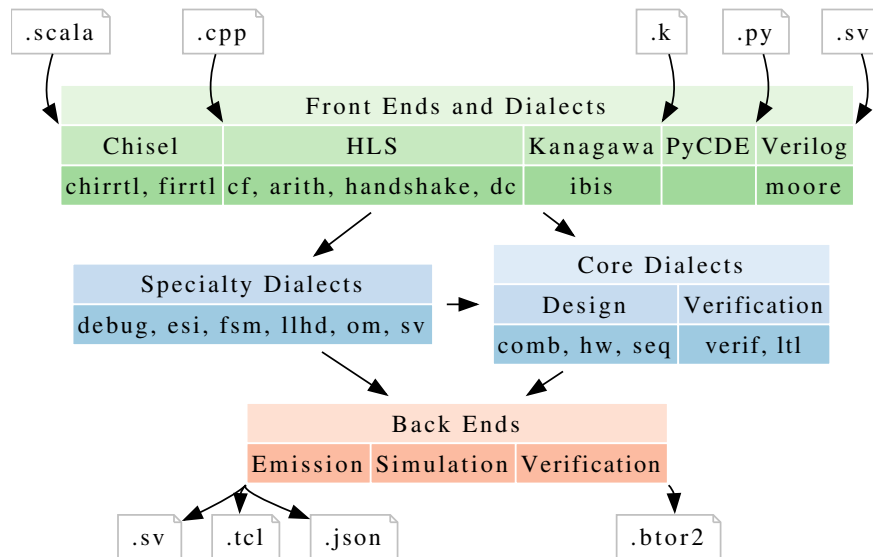 .scala .cpp .k .py .sv
Front Ends and Dialects
Chisel HLS Kanagawa PyCDE Verilog
chirrtl, firrtl cf, arith, handshake, dc ibis moore
Specialty Dialects
debug, esi, fsm, llhd, om, sv
Core Dialects
Design Verification
comb, hw, seq verif, ltl
Back Ends
Emission Simulation Verification
.sv .tcl .json .btor2